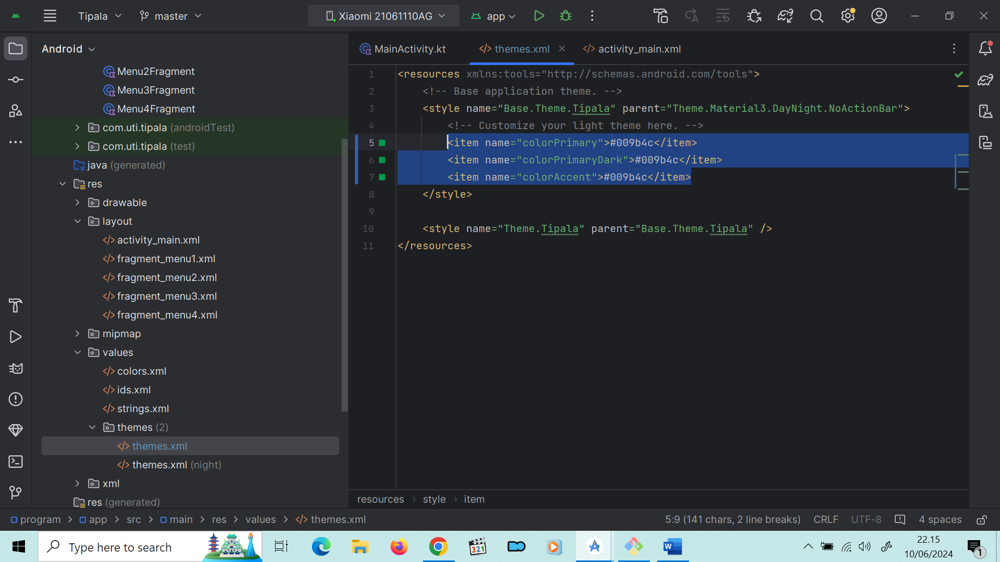 Tipala
master
Xiaomi 21061110AG
app
Android
MainActivity.kt
themes.xml
activity_main.xml
Menu2Fragment
Menu3Fragment
Menu4Fragment
com.uti.tipala (androidTest)
com.uti.tipala (test)
java (generated)
res
drawable
layout
activity_main.xml
fragment_menu1.xml
fragment_menu2.xml
fragment_menu3.xml
fragment_menu4.xml
mipmap
values
colors.xml
ids.xml
strings.xml
themes (2)
themes.xml
themes.xml (night)
xml
res (generated)
1 <resources xmlns:tools="http://schemas.android.com/tools">
2 <!-- Base application theme. -->
3 <style name="Base.Theme.Tipala" parent="Theme.Material3.DayNight.NoActionBar">
4 <!-- Customize your light theme here. -->
5 <item name="colorPrimary">#009b4c</item>
6 <item name="colorPrimaryDark">#009b4c</item>
7 <item name="colorAccent">#009b4c</item>
8 </style>
9
10 <style name="Theme.Tipala" parent="Base.Theme.Tipala" />
11 </resources>
resources › style › item
program > app > src > main > res > values > themes.xml
5:9 (141 chars, 2 line breaks) CRLF UTF-8 4 spaces
Type here to search
321
W
22.15
10/06/2024
1